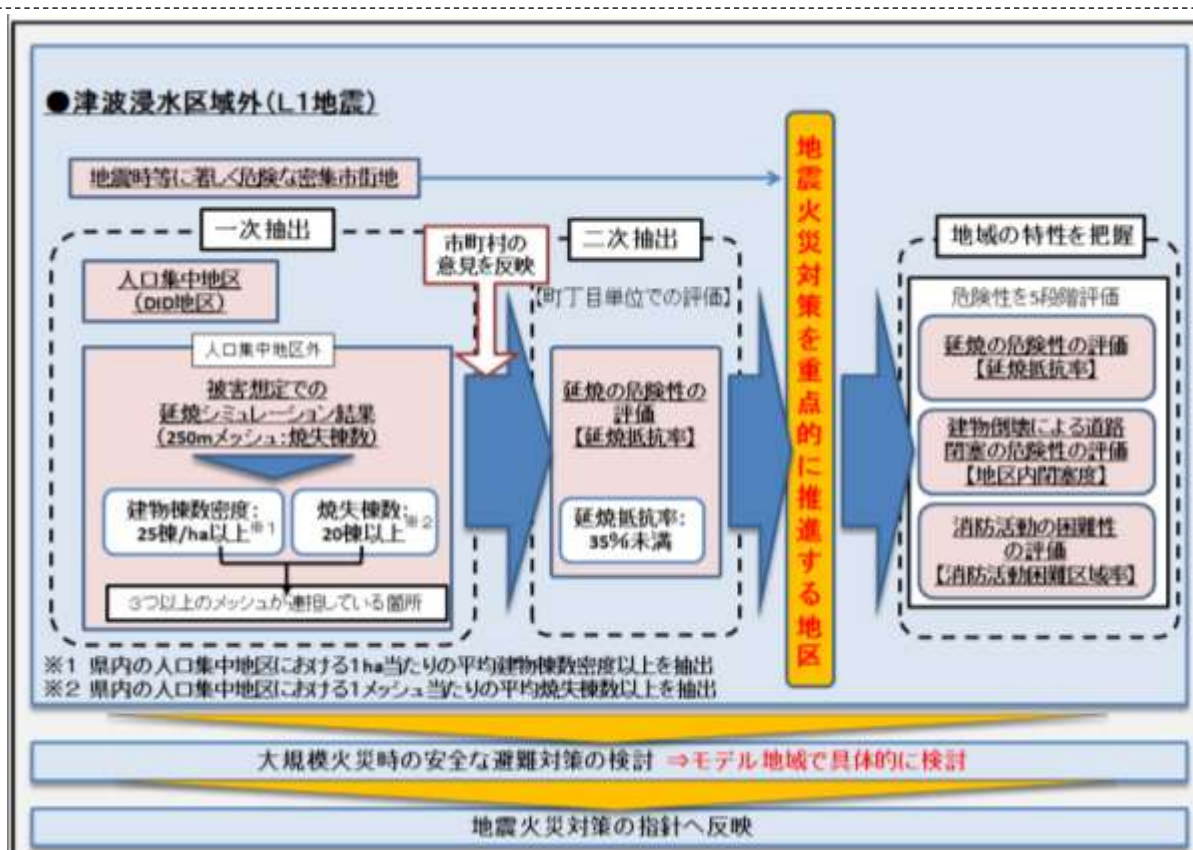 ●津波浸水区域外(L1地震)
地震時等に著しく危険な密集市街地
一次抽出
人口集中地区
(DID地区)
人口集中地区外
被害想定での
延焼シミュレーション結果
(250mメッシュ:焼失棟数)
建物棟数密度:
25棟/ha以上※1
焼失棟数:
20棟以上※2
3つ以上のメッシュが連担している箇所
市町村の
意見を反映
二次抽出
【町丁目単位での評価】
延焼の危険性の
評価
【延焼抵抗率】
延焼抵抗率:
35%未満
地震火災対策を重点的に推進する地区
地域の特性を把握
危険性を5段階評価
延焼の危険性の評価
【延焼抵抗率】
建物倒壊による道路
閉塞の危険性の評価
【地区内閉塞度】
消防活動の困難性
の評価
【消防活動困難区域率】
※1 県内の人口集中地区における1ha当たりの平均建物棟数密度以上を抽出
※2 県内の人口集中地区における1メッシュ当たりの平均焼失棟数以上を抽出
大規模火災時の安全な避難対策の検討 ⇒モデル地域で具体的に検討
地震火災対策の指針へ反映